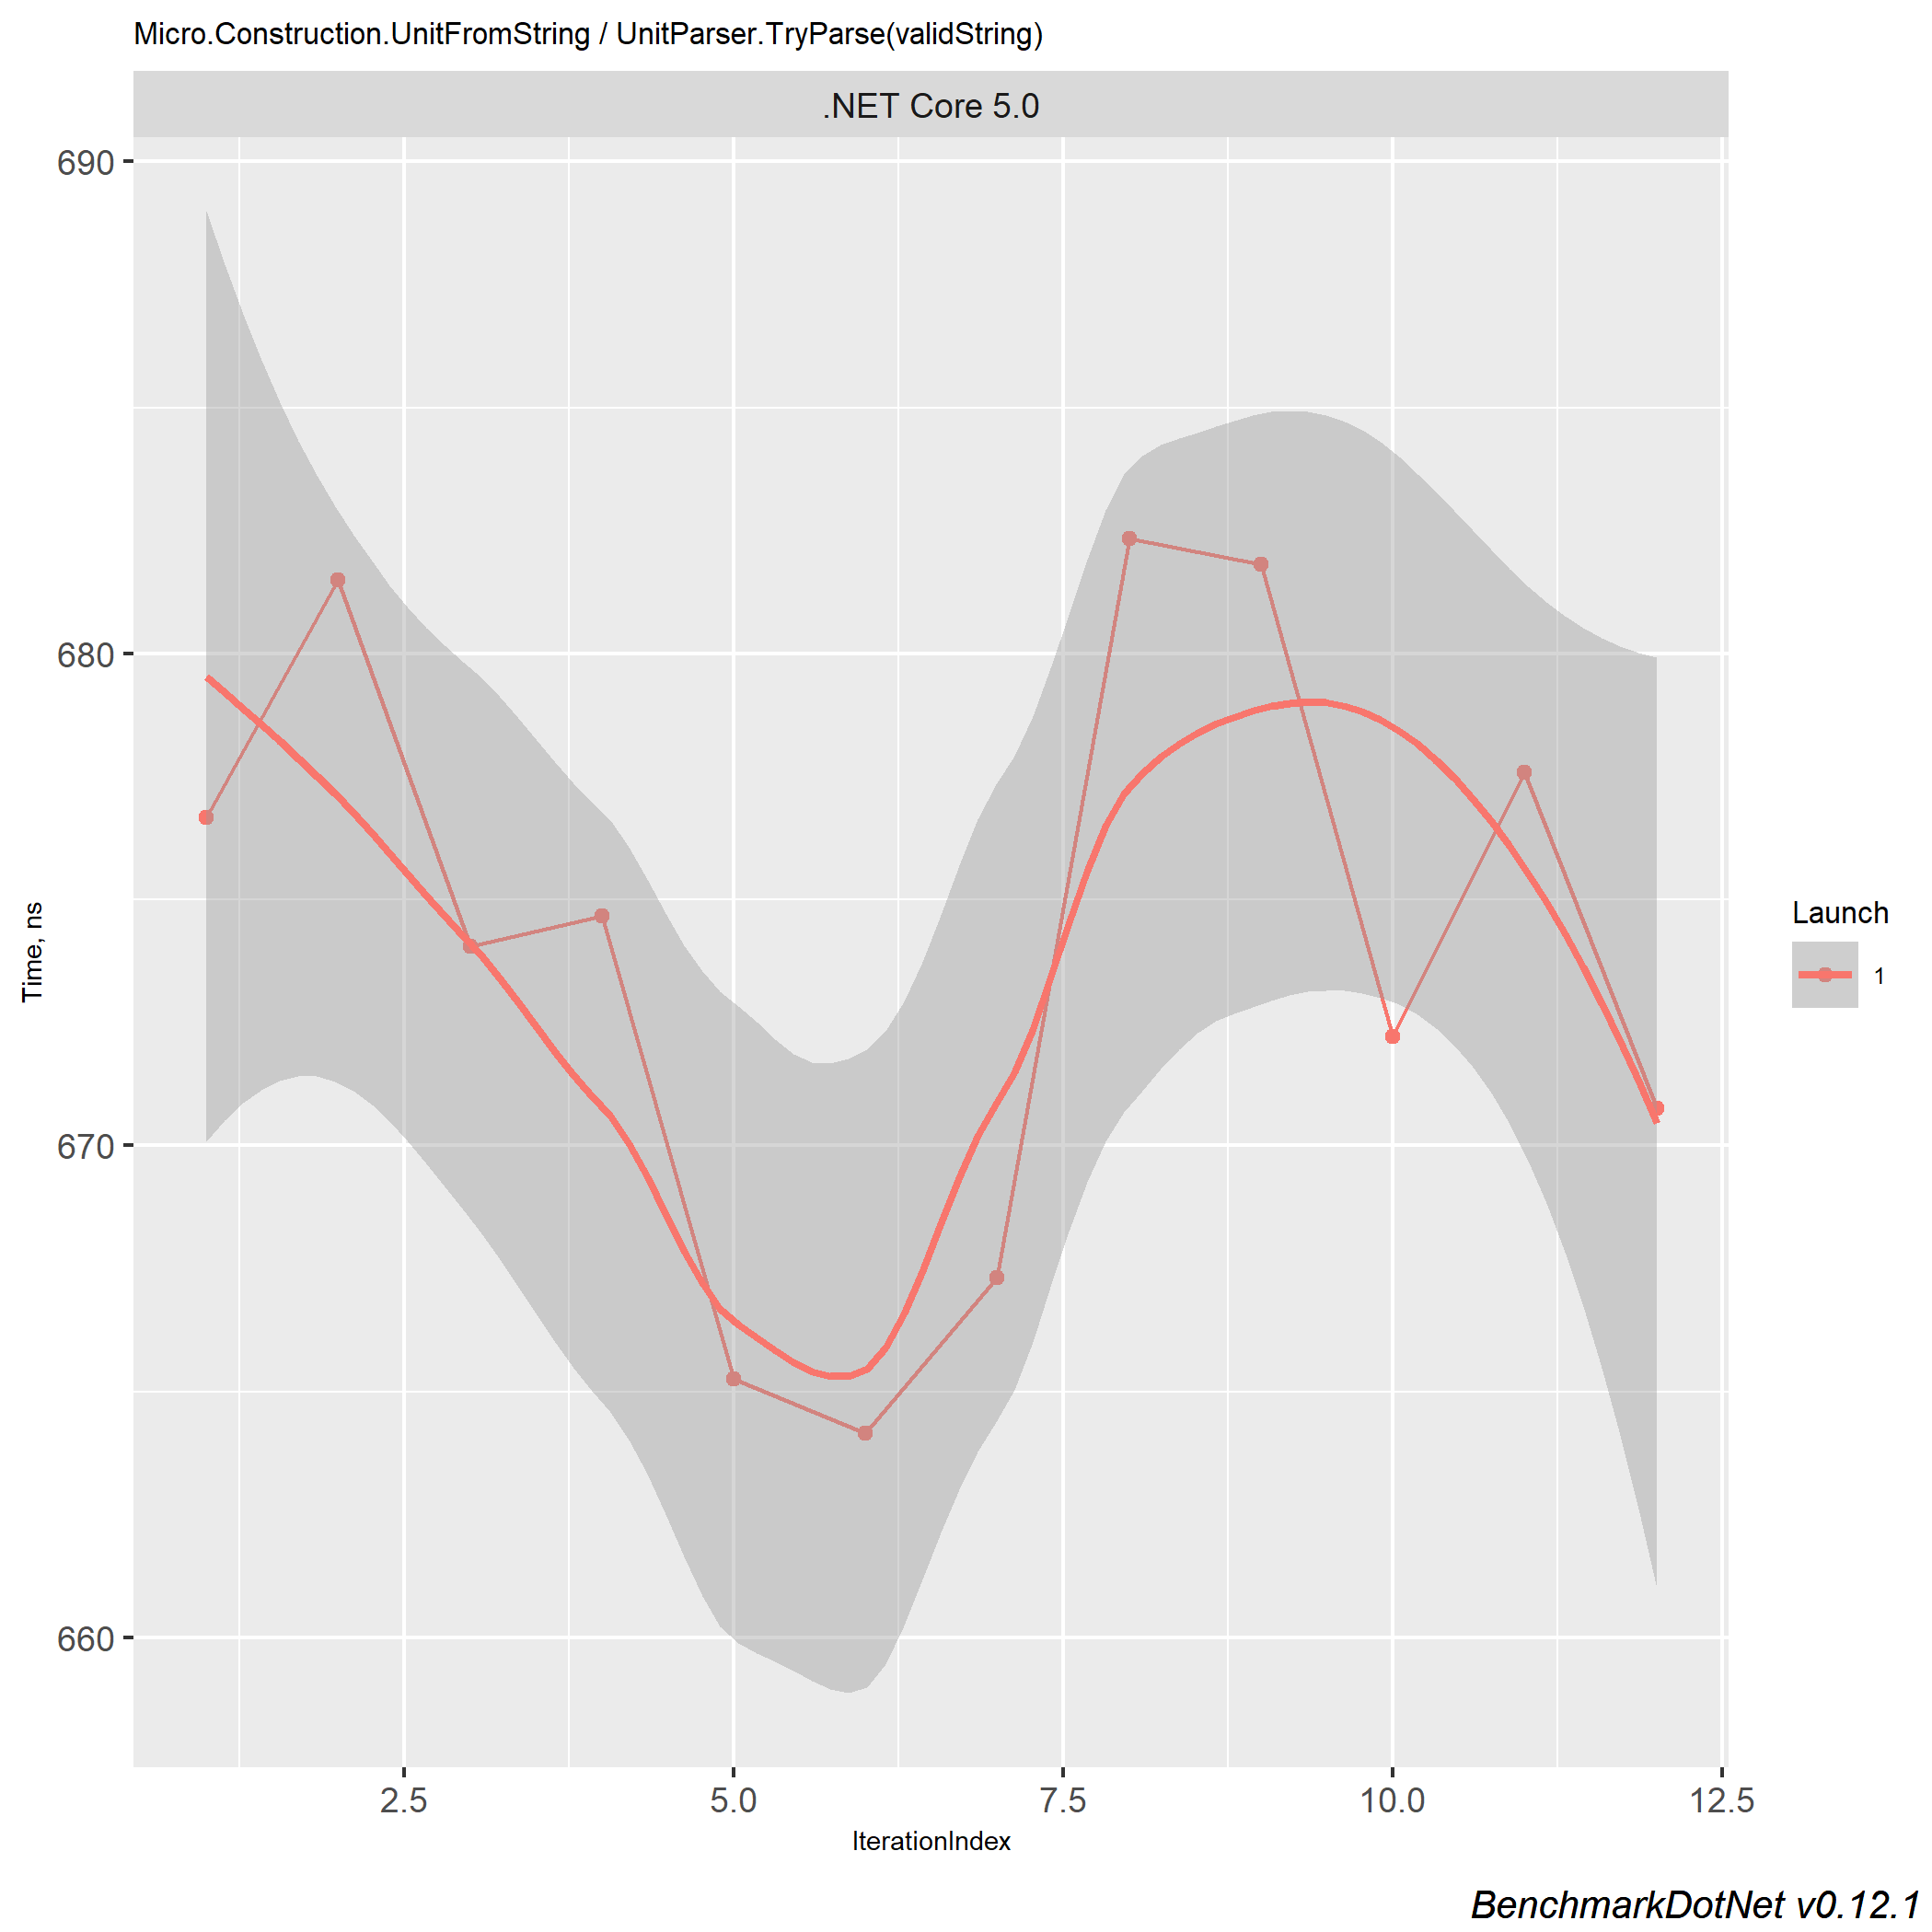 Micro.Construction.UnitFromString / UnitParser.TryParse(validString)
.NET Core 5.0
690
680
670
660
Time, ns
2.5 5.0 7.5 10.0 12.5
IterationIndex
Launch
1
BenchmarkDotNet v0.12.1